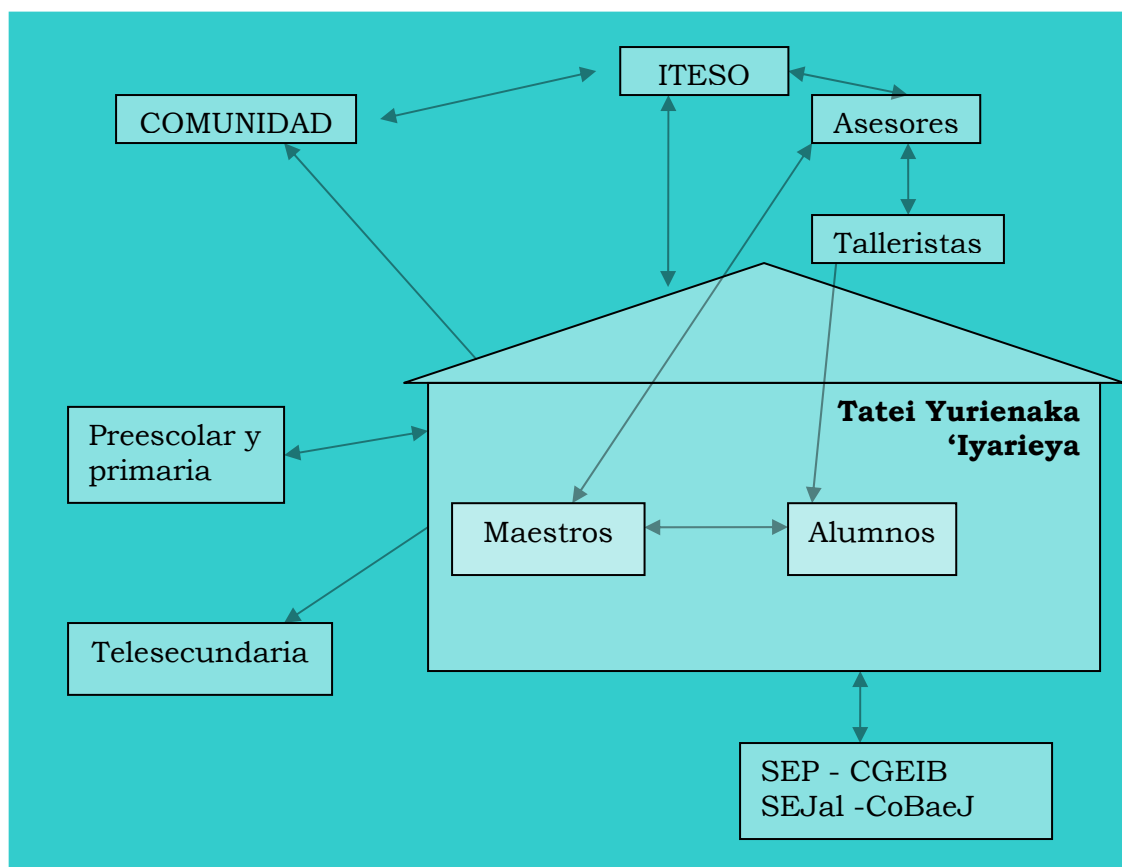 ITESO
COMUNIDAD
Asesores
Talleristas
Tatei Yurienaka
‘Iyarieya
Preescolar y
primaria
Maestros
Alumnos
Telesecundaria
SEP - CGEIB
SEJal -CoBaeJ